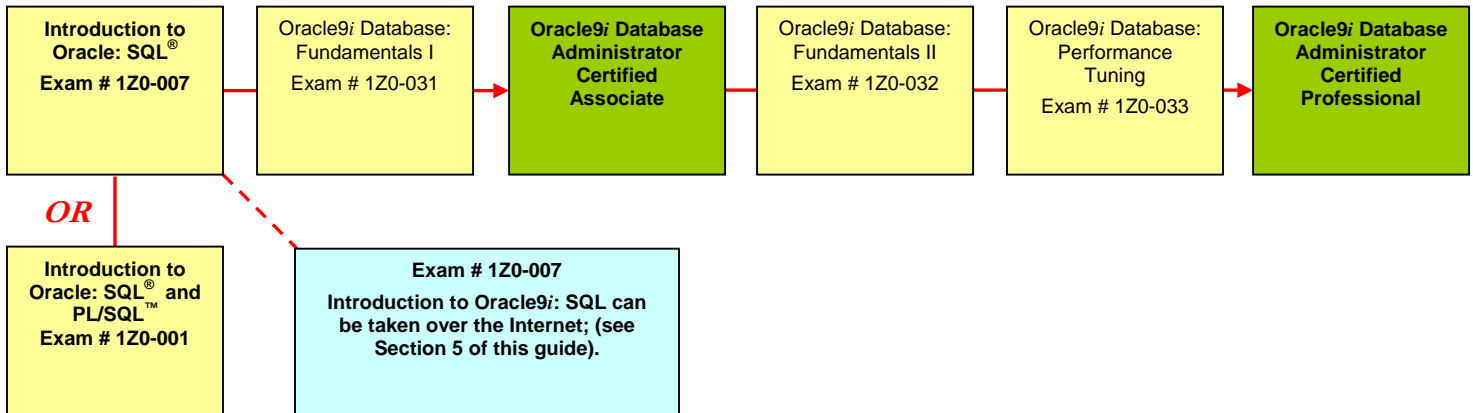 Introduction to
Oracle: SQL®
Exam # 1Z0-007
Oracle9i Database:
Fundamentals I
Exam # 1Z0-031
Oracle9i Database
Administrator
Certified
Associate
Oracle9i Database:
Fundamentals II
Exam # 1Z0-032
Oracle9i Database:
Performance
Tuning
Exam # 1Z0-033
Oracle9i Database
Administrator
Certified
Professional
OR
Introduction to
Oracle: SQL® and
PL/SQL™
Exam # 1Z0-001
Exam # 1Z0-007
Introduction to Oracle9i: SQL can
be taken over the Internet; (see
Section 5 of this guide).